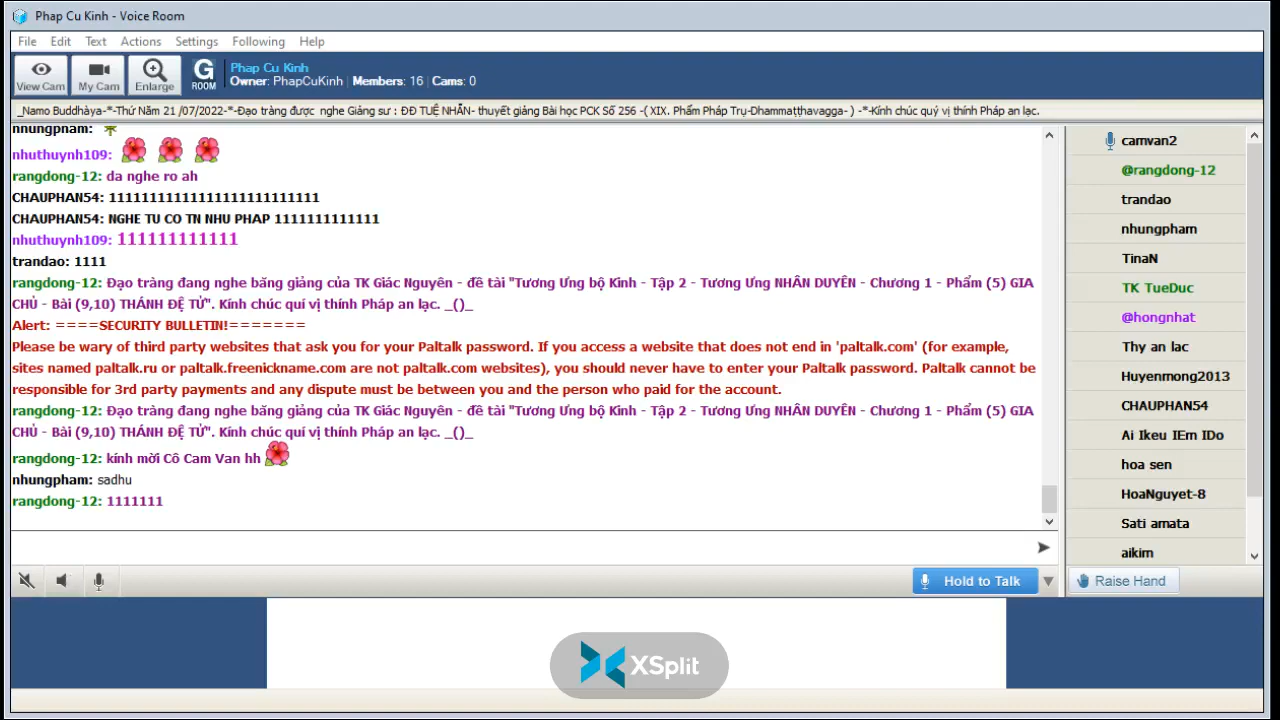 Phap Cu Kinh - Voice Room
File Edit Text Actions Settings Following Help
View Cam My Cam Enlarge G ROOM
Phap Cu Kinh
Owner: PhapCuKinh Members: 16 Cams: 0
_Namo Buddhàya-*-Thứ Năm 21 /07/2022-*-Đạo tràng được nghe Giảng sư : ĐĐ TUỆ NHẪN- thuyết giảng Bài học PCK Số 256 -( XIX. Phẩm Pháp Trụ-Dhammaṭṭhavagga- ) -*-Kính chúc quý vị thính Pháp an lạc.
nhungpham:
nhuthuynh109:
rangdong-12: da nghe ro ah
CHAUPHAN54: 11111111111111111111111111
CHAUPHAN54: NGHE TU CO TN NHU PHAP 1111111111111
nhuthuynh109: 111111111111
trandao: 1111
rangdong-12: Đạo tràng đang nghe băng giảng của TK Giác Nguyên - đề tài "Tương Ưng bộ Kinh - Tập 2 - Tương Ưng NHÂN DUYÊN - Chương 1 - Phẩm (5) GIA
CHỦ - Bài (9,10) THÁNH ĐỆ TỬ". Kính chúc quí vị thính Pháp an lạc. _()_
Alert: ====SECURITY BULLETIN!=======
Please be wary of third party websites that ask you for your Paltalk password. If you access a website that does not end in 'paltalk.com' (for example,
sites named paltalk.ru or paltalk.freenickname.com are not paltalk.com websites), you should never have to enter your Paltalk password. Paltalk cannot be
responsible for 3rd party payments and any dispute must be between you and the person who paid for the account.
rangdong-12: Đạo tràng đang nghe băng giảng của TK Giác Nguyên - đề tài "Tương Ưng bộ Kinh - Tập 2 - Tương Ưng NHÂN DUYÊN - Chương 1 - Phẩm (5) GIA
CHỦ - Bài (9,10) THÁNH ĐỆ TỬ". Kính chúc quí vị thính Pháp an lạc. _()_
rangdong-12: kính mời Cô Cam Van hh
nhungpham: sadhu
rangdong-12: 1111111
camvan2
@rangdong-12
trandao
nhungpham
TinaN
TK TueDuc
@hongnhat
Thy an lac
Huyenmong2013
CHAUPHAN54
Ai Ikeu IEm IDo
hoa sen
HoaNguyet-8
Sati amata
aikim
Hold to Talk
Raise Hand
XSplit